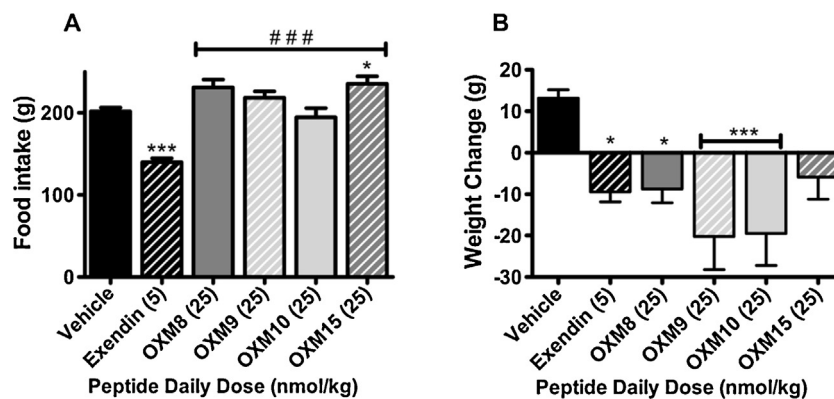 A
###
*
***
Food intake (g)
200
100
0
Vehicle
Exendin (5)
OXM8 (25)
OXM9 (25)
OXM10 (25)
OXM15 (25)
Peptide Daily Dose (nmol/kg)
B
Weight Change (g)
20
10
0
-10
-20
-30
*
*
***
Vehicle
Exendin (5)
OXM8 (25)
OXM9 (25)
OXM10 (25)
OXM15 (25)
Peptide Daily Dose (nmol/kg)